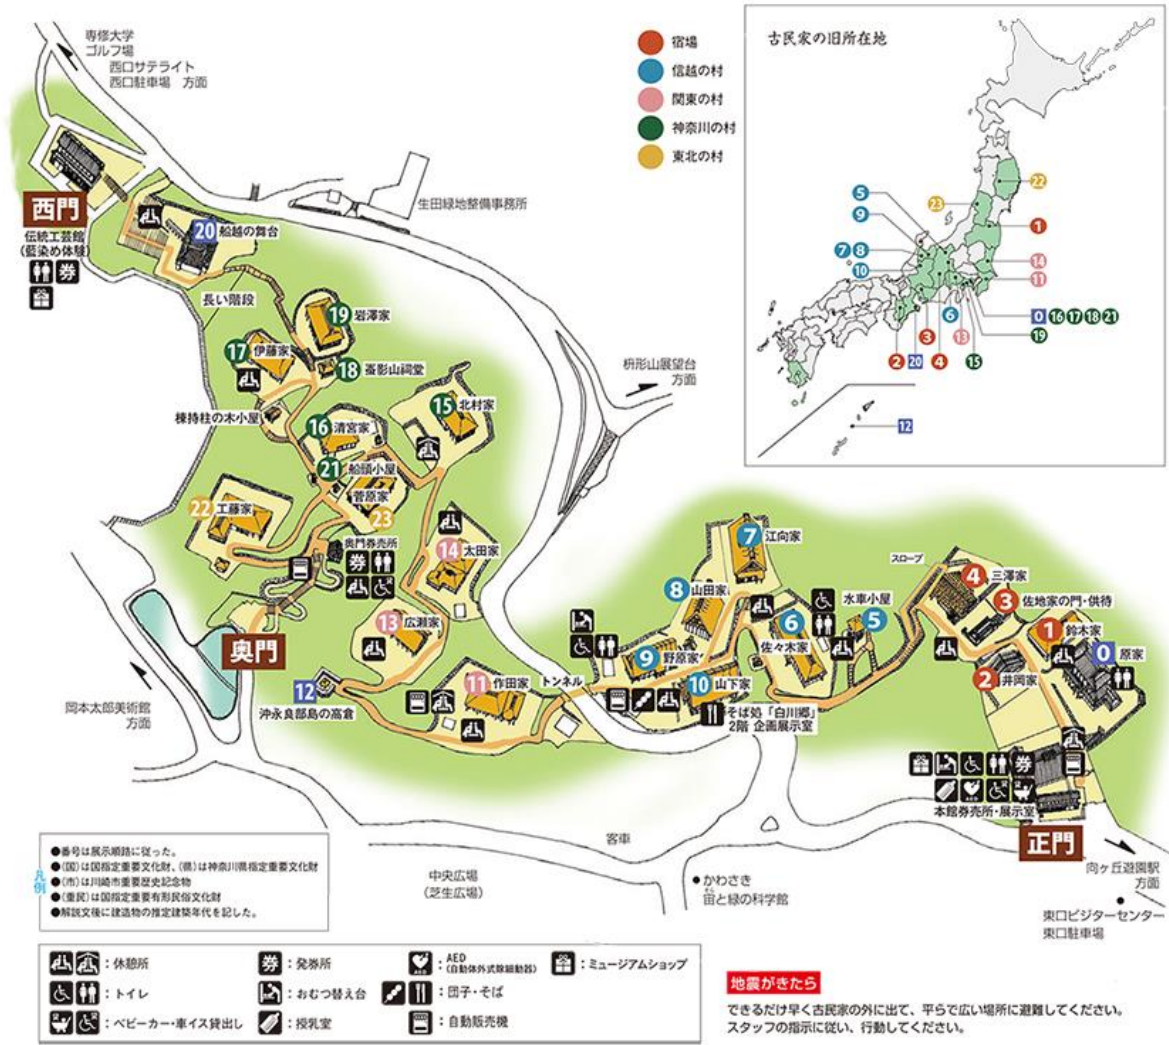 専修大学
ゴルフ場
西口サテライト
西口駐車場 方面
宿場
信越の村
関東の村
神奈川の村
東北の村
古民家の旧所在地
5
9
7 8
10
23
22
1
14
11
0 16 17 18 21
19
6
3
13
2 20 4 15
12
西門
伝統工芸館
(藍染め体験)
券
20 船越の舞台
生田緑地整備事務所
長い階段
19 岩澤家
17 伊藤家
18 蚕影山祠堂
棟持柱の木小屋
16 清宮家
15 北村家
枡形山展望台
方面
21 船頭小屋
菅原家
23
22 工藤家
奥門券売所
券
14 太田家
13 広瀬家
奥門
12
沖永良部島の高倉
11 作田家
岡本太郎美術館
方面
トンネル
7 江向家
8 山田家
9 野原家
10 山下家
そば処「白川郷」
2階 企画展示室
6
佐々木家
水車小屋
5
スロープ
4 三澤家
3
佐地家の門・供待
1 鈴木家
0 原家
2 井岡家
券
AED
本館券売所・展示室
正門
向ヶ丘遊園駅
方面
東口ビジターセンター
東口駐車場
客車
中央広場
(芝生広場)
かわさき
宙と緑の科学館
そら
凡例
●番号は展示順路に従った。
●(国)は国指定重要文化財、(県)は神奈川県指定重要文化財
●(市)は川崎市重要歴史記念物
●(重民)は国指定重要有形民俗文化財
●解説文後に建造物の推定建築年代を記した。
:休憩所
券 :発券所
AED :AED
(自動体外式除細動器)
:ミュージアムショップ
:トイレ
:おむつ替え台
:団子・そば
:ベビーカー・車イス貸出し
:授乳室
:自動販売機
地震がきたら
できるだけ早く古民家の外に出て、平らで広い場所に避難してください。
スタッフの指示に従い、行動してください。